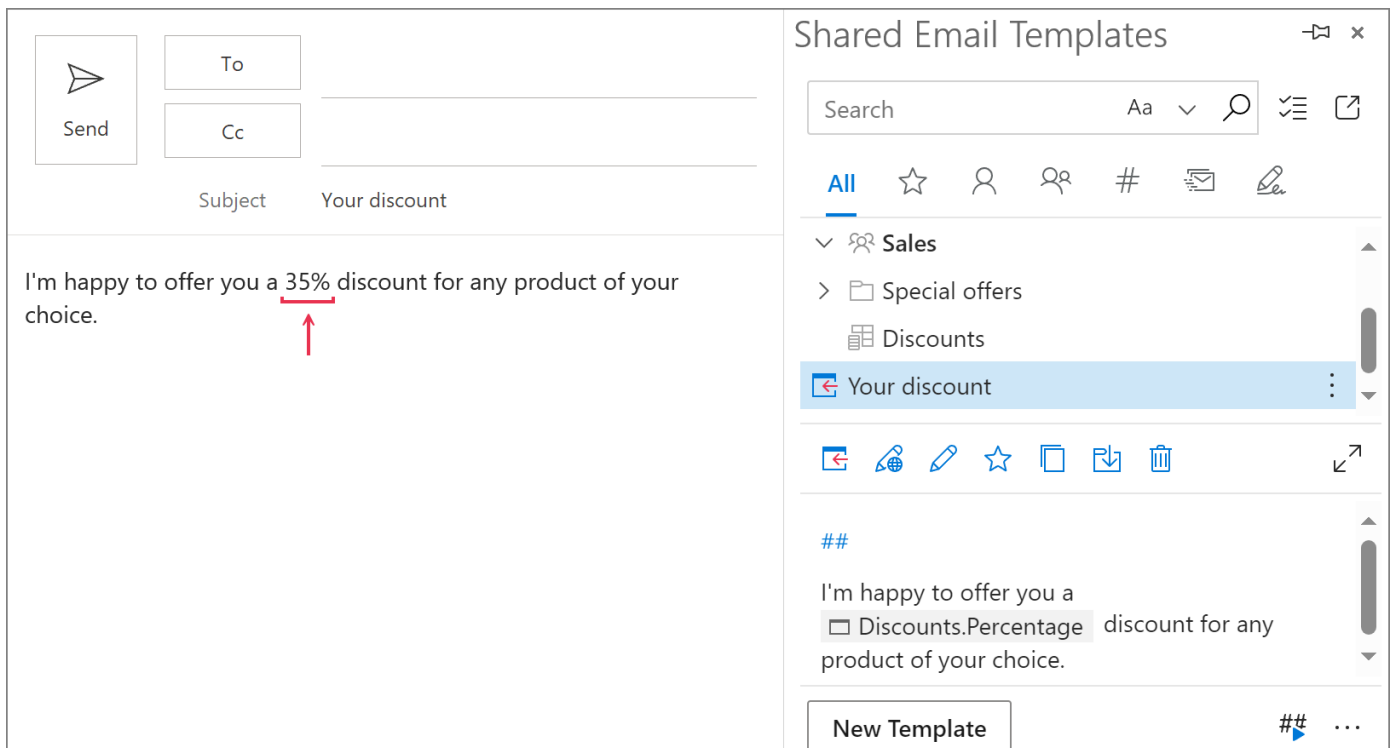 Send
To
Cc
Subject
Your discount
I'm happy to offer you a 35% discount for any product of your
choice.
Shared Email Templates
Search
Aa
All
#
Sales
Special offers
Discounts
Your discount
##
I'm happy to offer you a
Discounts.Percentage discount for any
product of your choice.
New Template
##
...